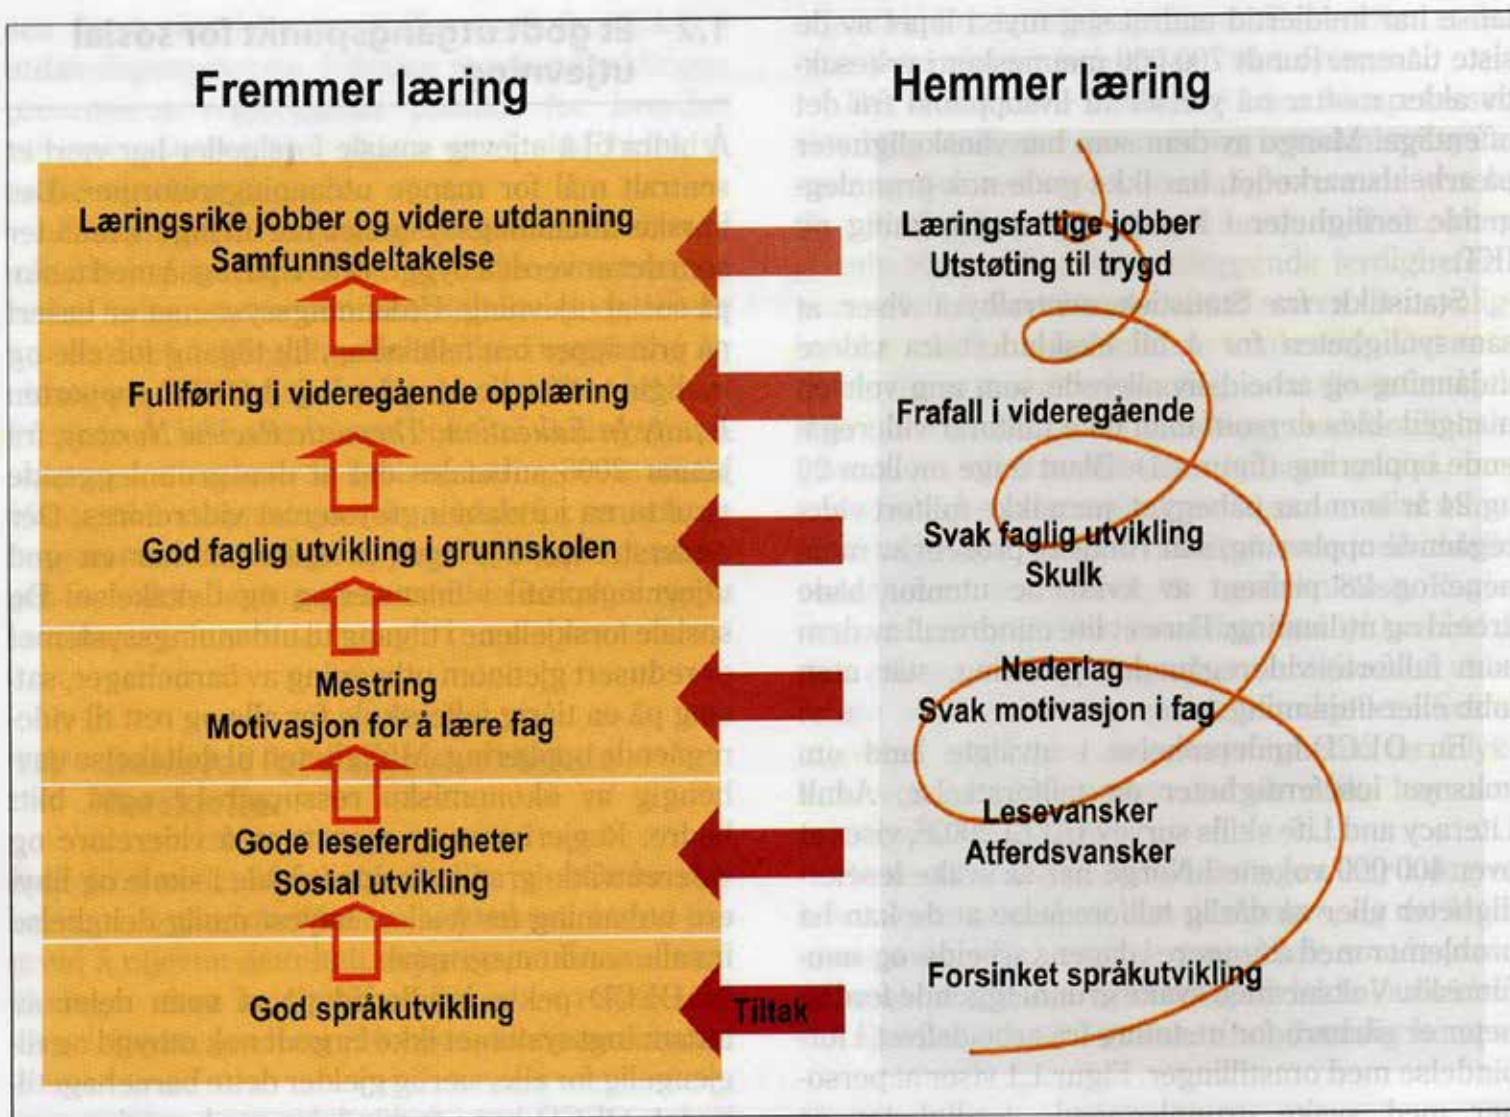 Fremmer læring
Hemmer læring
Læringsrike jobber og videre utdanning
Samfunnsdeltakelse
Læringsfattige jobber
Utstøting til trygd
Fullføring i videregående opplæring
Frafall i videregående
God faglig utvikling i grunnskolen
Svak faglig utvikling
Skulk
Mestring
Motivasjon for å lære fag
Nederlag
Svak motivasjon i fag
Gode leseferdigheter
Sosial utvikling
Lesevansker
Atferdsvansker
God språkutvikling
Tiltak
Forsinket språkutvikling